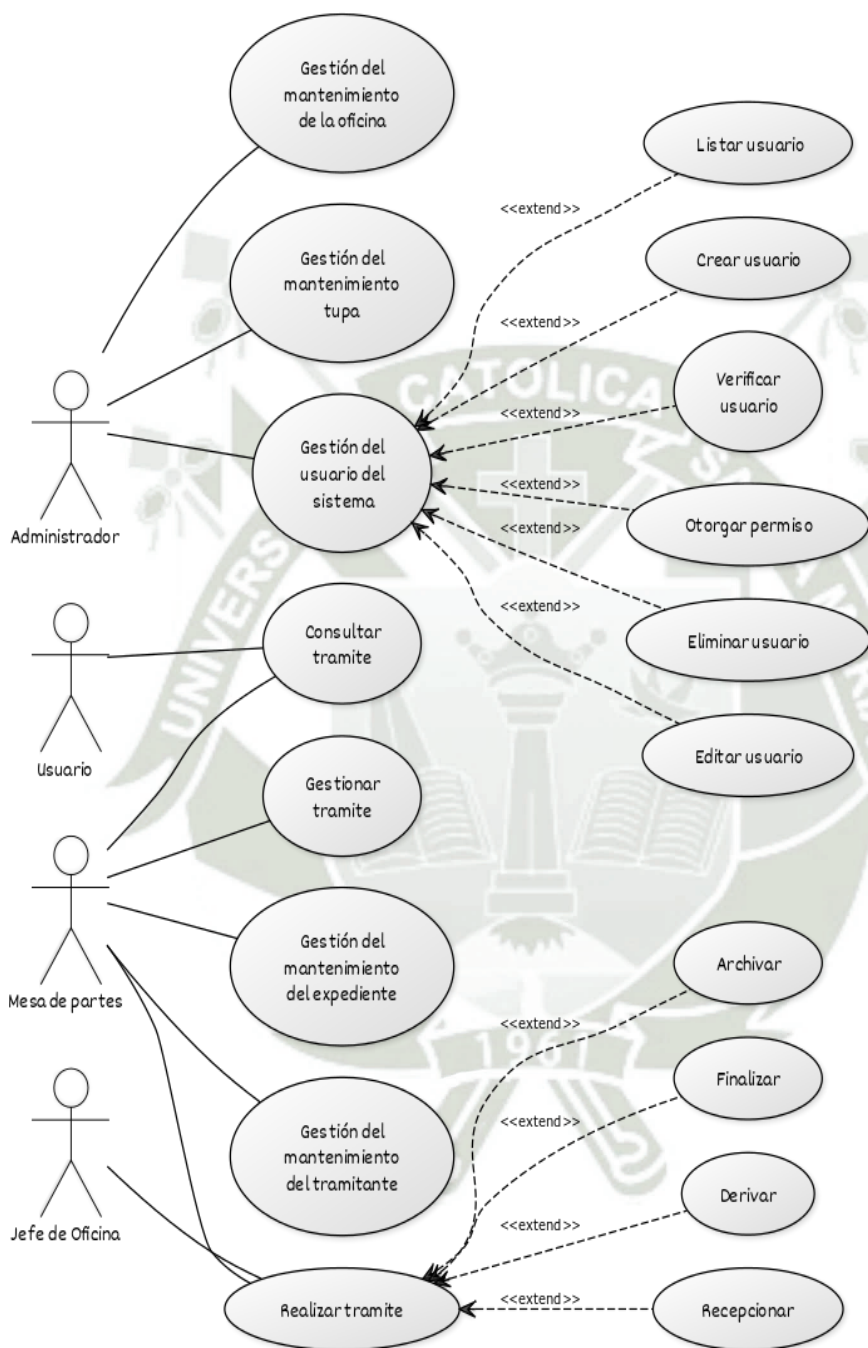 Gestión del
mantenimiento
de la oficina
Listar usuario
<<extend>>
Gestión del
mantenimiento
tupa
Crear usuario
<<extend>>
Verificar
usuario
<<extend>>
Administrador
Gestión del
usuario del
sistema
<<extend>>
Otorgar permiso
<<extend>>
<<extend>>
Eliminar usuario
Usuario
Consultar
tramite
Editar usuario
Gestionar
tramite
Mesa de partes
Gestión del
mantenimiento
del expediente
Archivar
<<extend>>
Finalizar
<<extend>>
Jefe de Oficina
Gestión del
mantenimiento
del tramitante
Derivar
<<extend>>
Realizar tramite
<<extend>>
Recepcionar
CATOLICA
1961